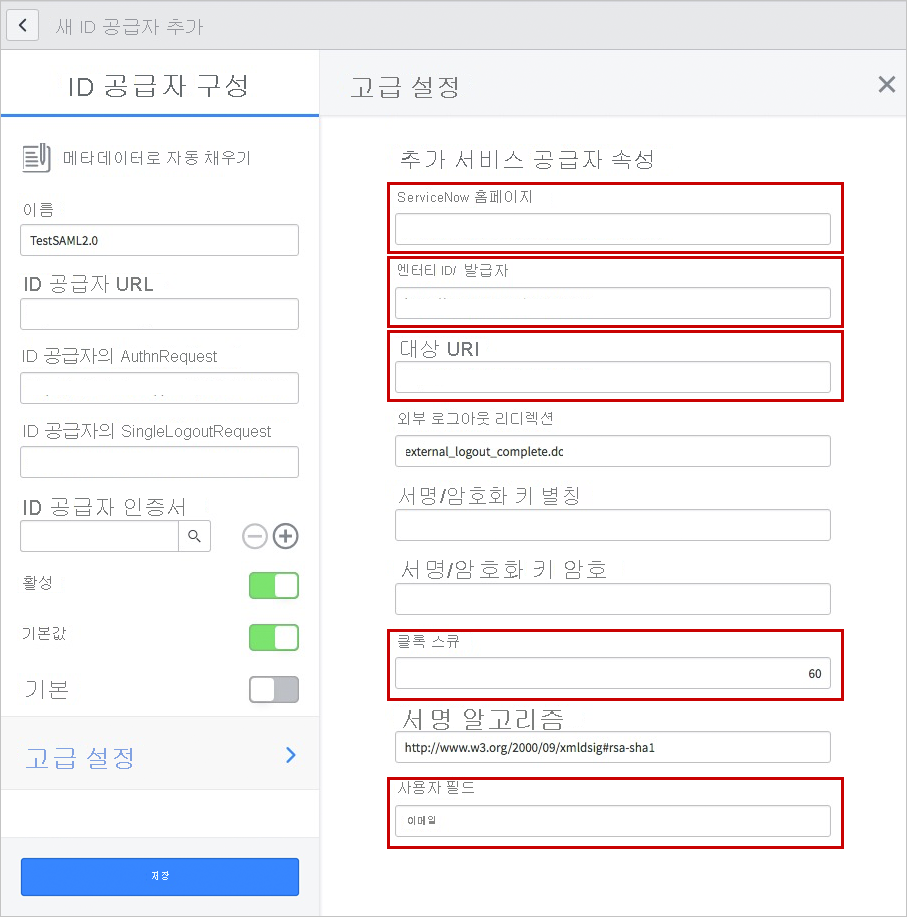 새 ID 공급자 추가
ID 공급자 구성
메타데이터로 자동 채우기
이름
TestSAML2.0
ID 공급자 URL
ID 공급자의 AuthnRequest
ID 공급자의 SingleLogoutRequest
ID 공급자 인증서
활성
기본값
기본
고급 설정
저장
고급 설정
추가 서비스 공급자 속성
ServiceNow 홈페이지
엔터티 ID/ 발급자
대상 URI
외부 로그아웃 리디렉션
external_logout_complete.do
서명/암호화 키 별칭
서명/암호화 키 암호
클록 스큐
60
서명 알고리즘
http://www.w3.org/2000/09/xmldsig#rsa-sha1
사용자 필드
이메일